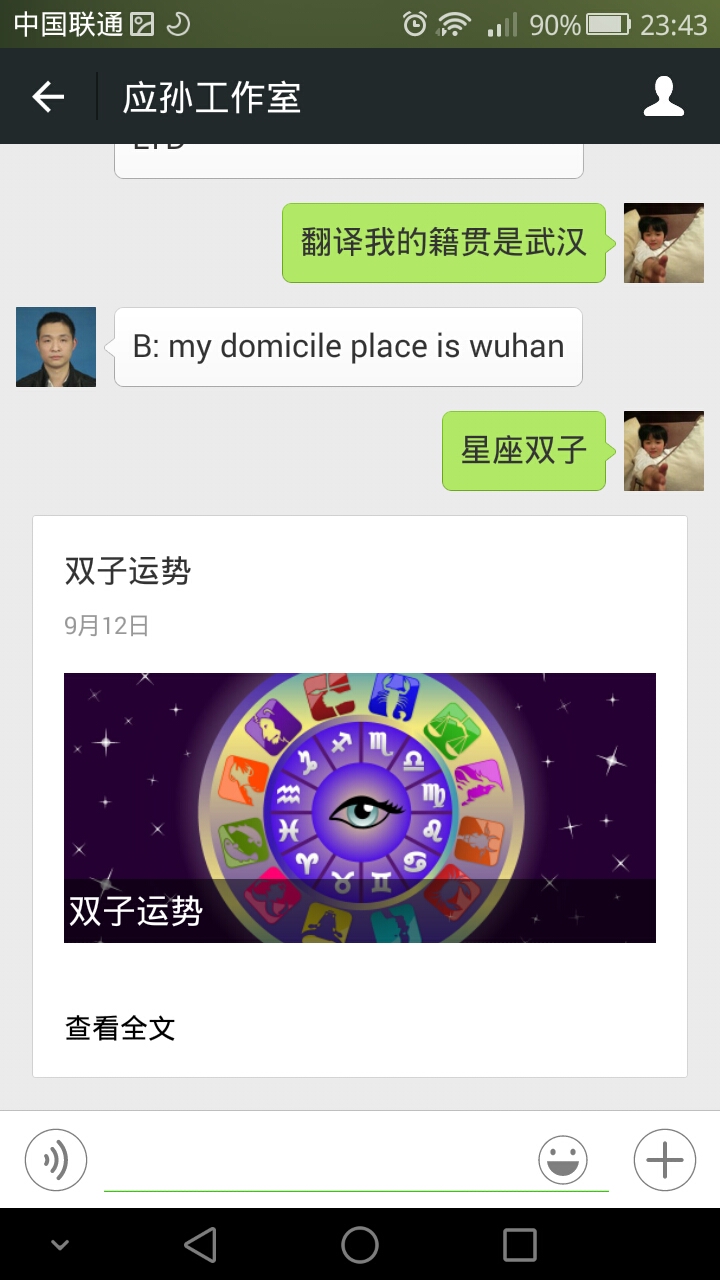 中国联通 90% 23:43
应孙工作室
LTD
翻译我的籍贯是武汉
B: my domicile place is wuhan
星座双子
双子运势
9月12日
双子运势
查看全文